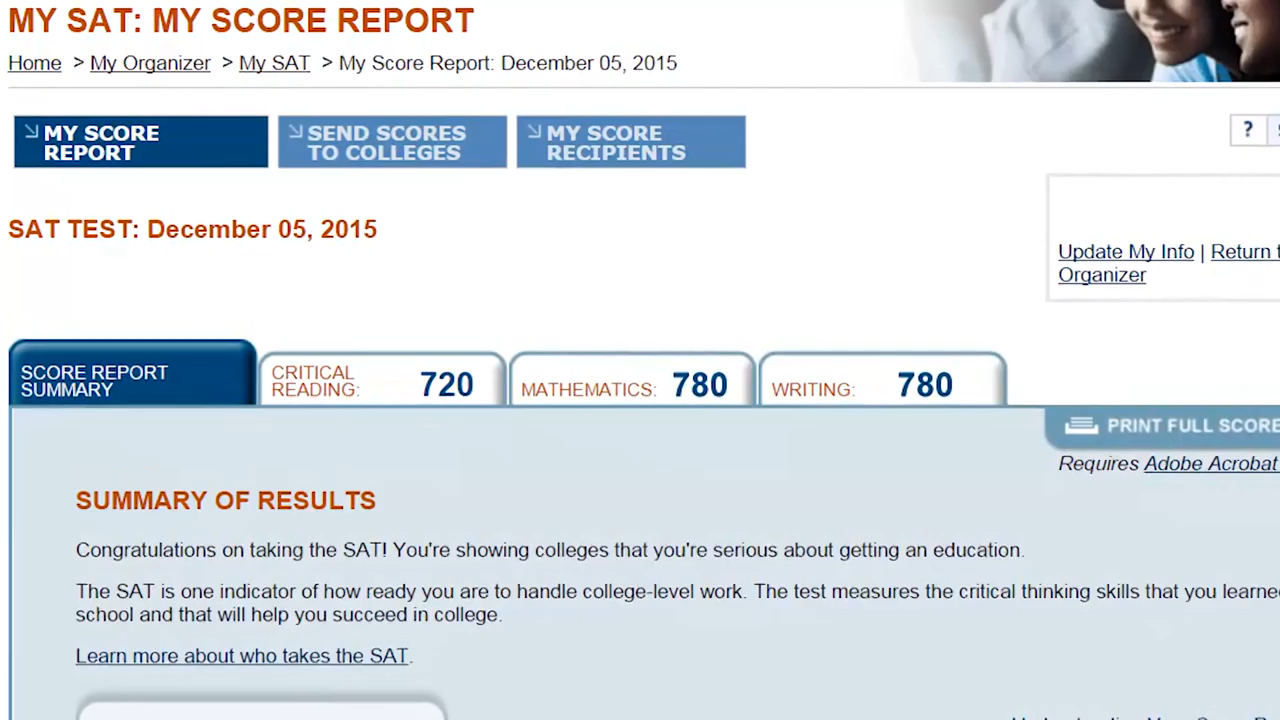 MY SAT: MY SCORE REPORT
Home > My Organizer > My SAT > My Score Report: December 05, 2015
MY SCORE
REPORT
SEND SCORES
TO COLLEGES
MY SCORE
RECIPIENTS
?
SAT TEST: December 05, 2015
Update My Info | Return
Organizer
SCORE REPORT
SUMMARY
CRITICAL
READING: 720
MATHEMATICS: 780
WRITING: 780
PRINT FULL SCORE
Requires Adobe Acrobat
SUMMARY OF RESULTS
Congratulations on taking the SAT! You're showing colleges that you're serious about getting an education.
The SAT is one indicator of how ready you are to handle college-level work. The test measures the critical thinking skills that you learne
school and that will help you succeed in college.
Learn more about who takes the SAT.